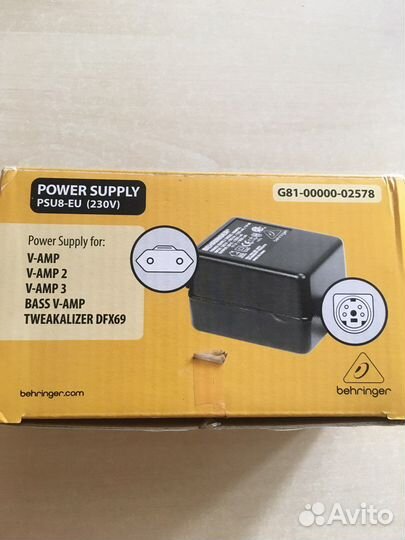 POWER SUPPLY
PSU8-EU (230V)
G81-00000-02578
Power Supply for:
V-AMP
V-AMP 2
V-AMP 3
BASS V-AMP
TWEAKALIZER DFX69
behringer
behringer.com
behringer
Avito